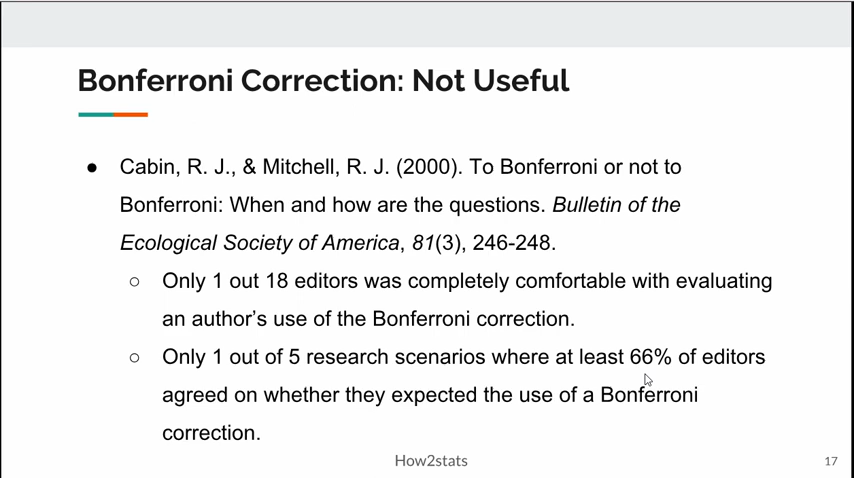 Bonferroni Correction: Not Useful
● Cabin, R. J., & Mitchell, R. J. (2000). To Bonferroni or not to
Bonferroni: When and how are the questions. Bulletin of the
Ecological Society of America, 81(3), 246-248.
○ Only 1 out 18 editors was completely comfortable with evaluating
an author’s use of the Bonferroni correction.
○ Only 1 out of 5 research scenarios where at least 66% of editors
agreed on whether they expected the use of a Bonferroni
correction.
How2stats
17